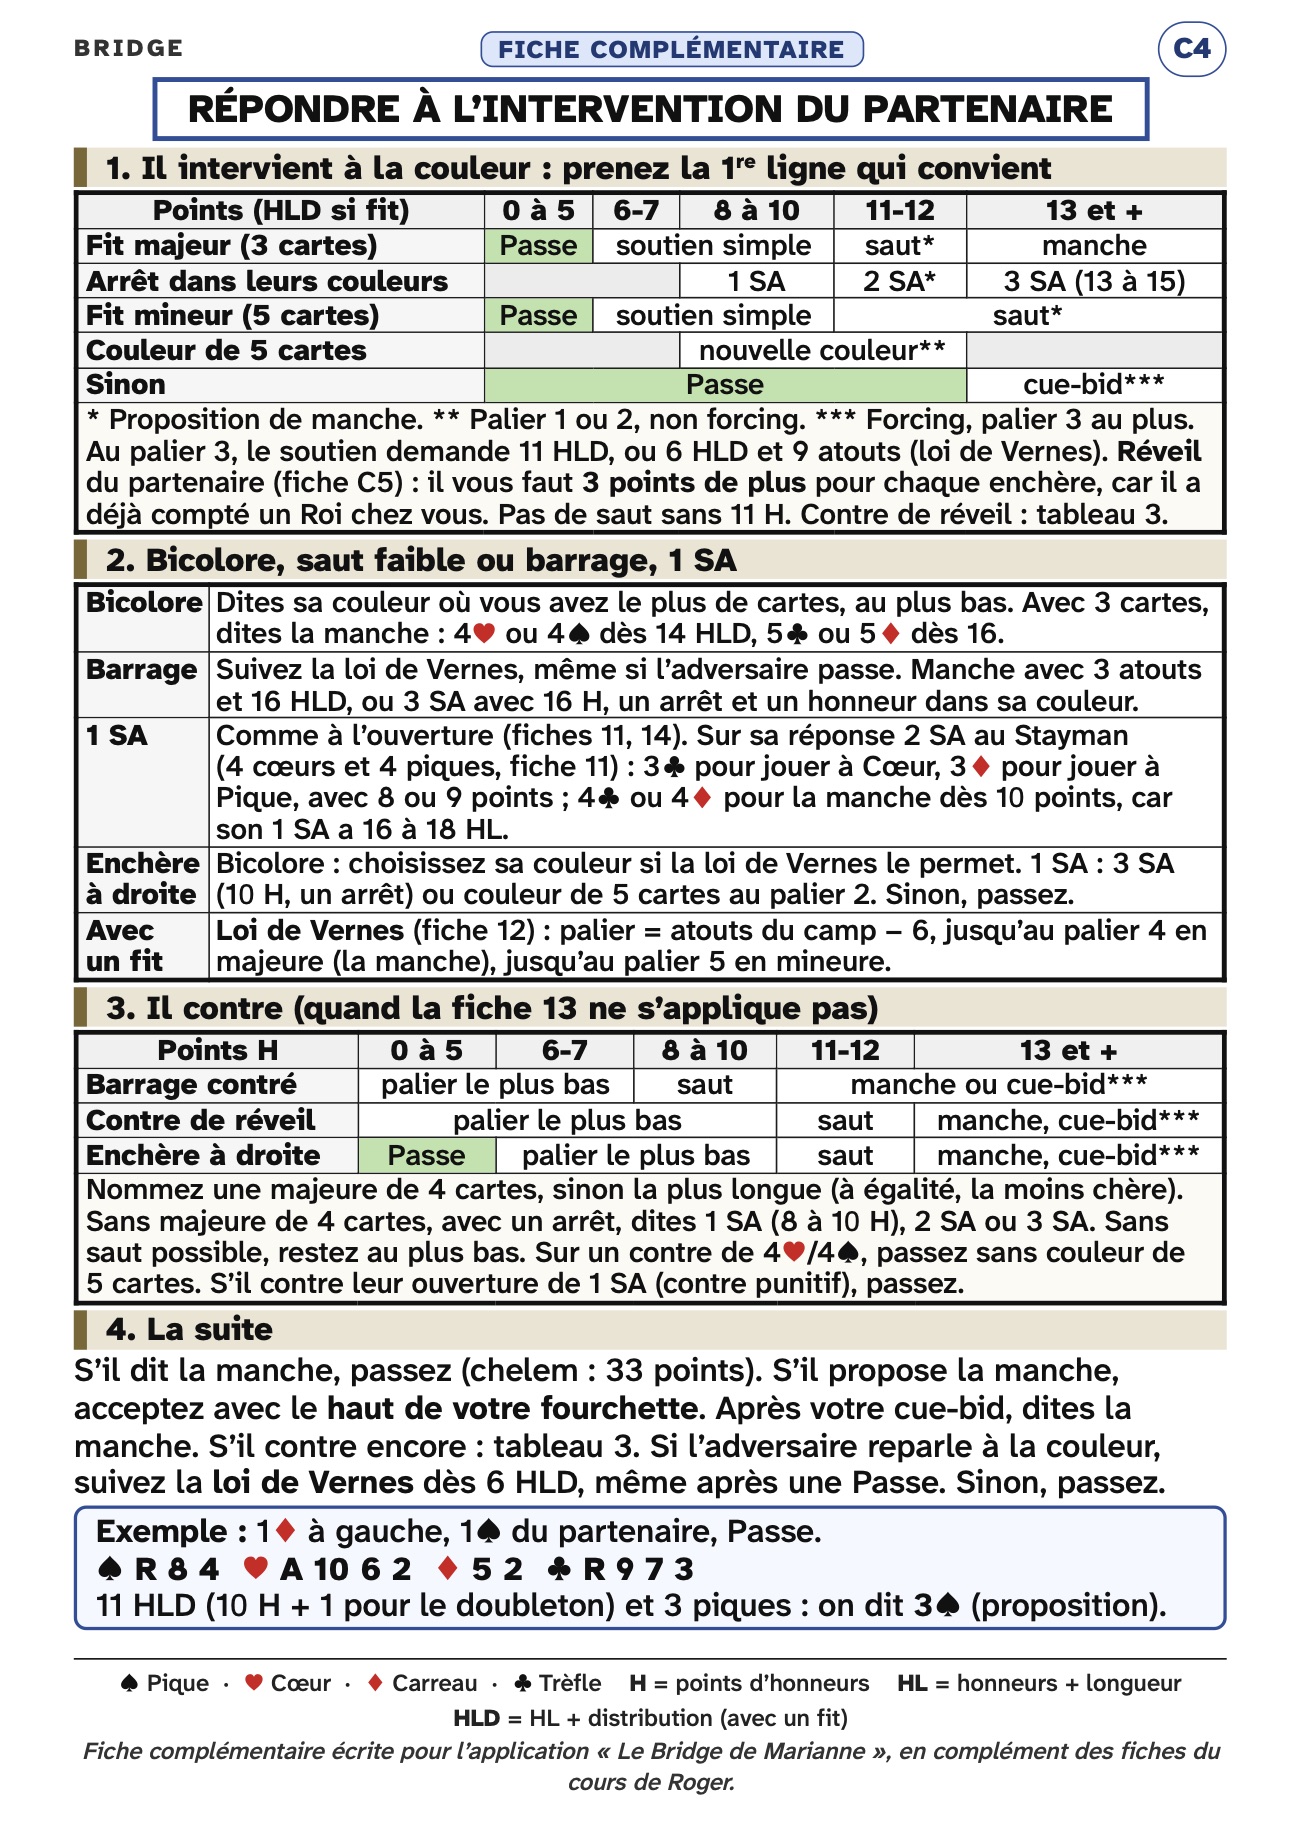 BRIDGE
FICHE COMPLÉMENTAIRE
C4
RÉPONDRE À L’INTERVENTION DU PARTENAIRE
1. Il intervient à la couleur : prenez la 1re ligne qui convient
Points (HLD si fit) 0 à 5 6-7 8 à 10 11-12 13 et +
Fit majeur (3 cartes) Passe soutien simple saut* manche
Arrêt dans leurs couleurs 1 SA 2 SA* 3 SA (13 à 15)
Fit mineur (5 cartes) Passe soutien simple saut*
Couleur de 5 cartes nouvelle couleur**
Sinon Passe cue-bid***
* Proposition de manche. ** Palier 1 ou 2, non forcing. *** Forcing, palier 3 au plus.
Au palier 3, le soutien demande 11 HLD, ou 6 HLD et 9 atouts (loi de Vernes). Réveil
du partenaire (fiche C5) : il vous faut 3 points de plus pour chaque enchère, car il a
déjà compté un Roi chez vous. Pas de saut sans 11 H. Contre de réveil : tableau 3.
2. Bicolore, saut faible ou barrage, 1 SA
Bicolore Dites sa couleur où vous avez le plus de cartes, au plus bas. Avec 3 cartes,
dites la manche : 4♥ ou 4♠ dès 14 HLD, 5♣ ou 5♦ dès 16.
Barrage Suivez la loi de Vernes, même si l’adversaire passe. Manche avec 3 atouts
et 16 HLD, ou 3 SA avec 16 H, un arrêt et un honneur dans sa couleur.
1 SA Comme à l’ouverture (fiches 11, 14). Sur sa réponse 2 SA au Stayman
(4 cœurs et 4 piques, fiche 11) : 3♣ pour jouer à Cœur, 3♦ pour jouer à
Pique, avec 8 ou 9 points ; 4♣ ou 4♦ pour la manche dès 10 points, car
son 1 SA a 16 à 18 HL.
Enchère Bicolore : choisissez sa couleur si la loi de Vernes le permet. 1 SA : 3 SA
à droite (10 H, un arrêt) ou couleur de 5 cartes au palier 2. Sinon, passez.
Avec Loi de Vernes (fiche 12) : palier = atouts du camp – 6, jusqu’au palier 4 en
un fit majeure (la manche), jusqu’au palier 5 en mineure.
3. Il contre (quand la fiche 13 ne s’applique pas)
Points H 0 à 5 6-7 8 à 10 11-12 13 et +
Barrage contré palier le plus bas saut manche ou cue-bid***
Contre de réveil palier le plus bas saut manche, cue-bid***
Enchère à droite Passe palier le plus bas saut manche, cue-bid***
Nommez une majeure de 4 cartes, sinon la plus longue (à égalité, la moins chère).
Sans majeure de 4 cartes, avec un arrêt, dites 1 SA (8 à 10 H), 2 SA ou 3 SA. Sans
saut possible, restez au plus bas. Sur un contre de 4♥/4♠, passez sans couleur de
5 cartes. S’il contre leur ouverture de 1 SA (contre punitif), passez.
4. La suite
S’il dit la manche, passez (chelem : 33 points). S’il propose la manche,
acceptez avec le haut de votre fourchette. Après votre cue-bid, dites la
manche. S’il contre encore : tableau 3. Si l’adversaire reparle à la couleur,
suivez la loi de Vernes dès 6 HLD, même après une Passe. Sinon, passez.
Exemple : 1♦ à gauche, 1♠ du partenaire, Passe.
♠ R 8 4 ♥ A 10 6 2 ♦ 5 2 ♣ R 9 7 3
11 HLD (10 H + 1 pour le doubleton) et 3 piques : on dit 3♠ (proposition).
♠ Pique · ♥ Cœur · ♦ Carreau · ♣ Trèfle H = points d’honneurs HL = honneurs + longueur
HLD = HL + distribution (avec un fit)
Fiche complémentaire écrite pour l’application « Le Bridge de Marianne », en complément des fiches du
cours de Roger.